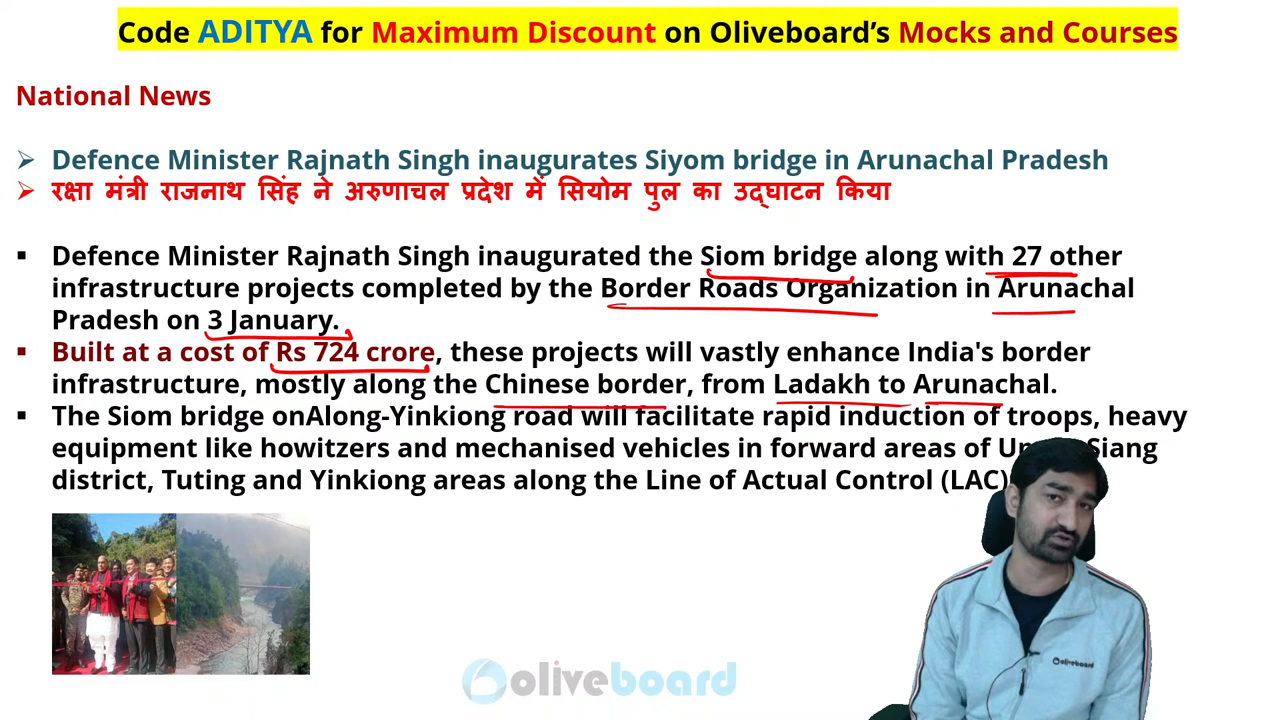 Code ADITYA for Maximum Discount on Oliveboard's Mocks and Courses
National News
Defence Minister Rajnath Singh inaugurates Siyom bridge in Arunachal Pradesh
रक्षा मंत्री राजनाथ सिंह ने अरुणाचल प्रदेश में सियोम पुल का उद्घाटन किया
Defence Minister Rajnath Singh inaugurated the Siom bridge along with 27 other
infrastructure projects completed by the Border Roads Organization in Arunachal
Pradesh on 3 January.
Built at a cost of Rs 724 crore, these projects will vastly enhance India's border
infrastructure, mostly along the Chinese border, from Ladakh to Arunachal.
The Siom bridge onAlong-Yinkiong road will facilitate rapid induction of troops, heavy
equipment like howitzers and mechanised vehicles in forward areas of Siang
district, Tuting and Yinkiong areas along the Line of Actual Control (LAC)
oliveboard
oliveboard